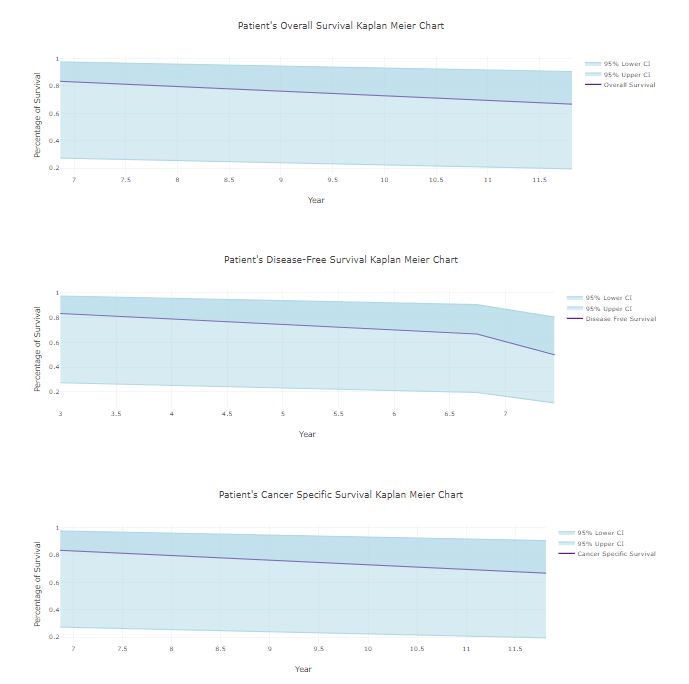 Patient's Overall Survival Kaplan Meier Chart
1
0.8
0.6
0.4
0.2
Percentage of Survival
7 7.5 8 8.5 9 9.5 10 10.5 11 11.5
Year
95% Lower CI
95% Upper CI
Overall Survival
Patient's Disease-Free Survival Kaplan Meier Chart
1
0.8
0.6
0.4
0.2
Percentage of Survival
3 3.5 4 4.5 5 5.5 6 6.5 7
Year
95% Lower CI
95% Upper CI
Disease Free Survival
Patient's Cancer Specific Survival Kaplan Meier Chart
1
0.8
0.6
0.4
0.2
Percentage of Survival
7 7.5 8 8.5 9 9.5 10 10.5 11 11.5
Year
95% Lower CI
95% Upper CI
Cancer Specific Survival